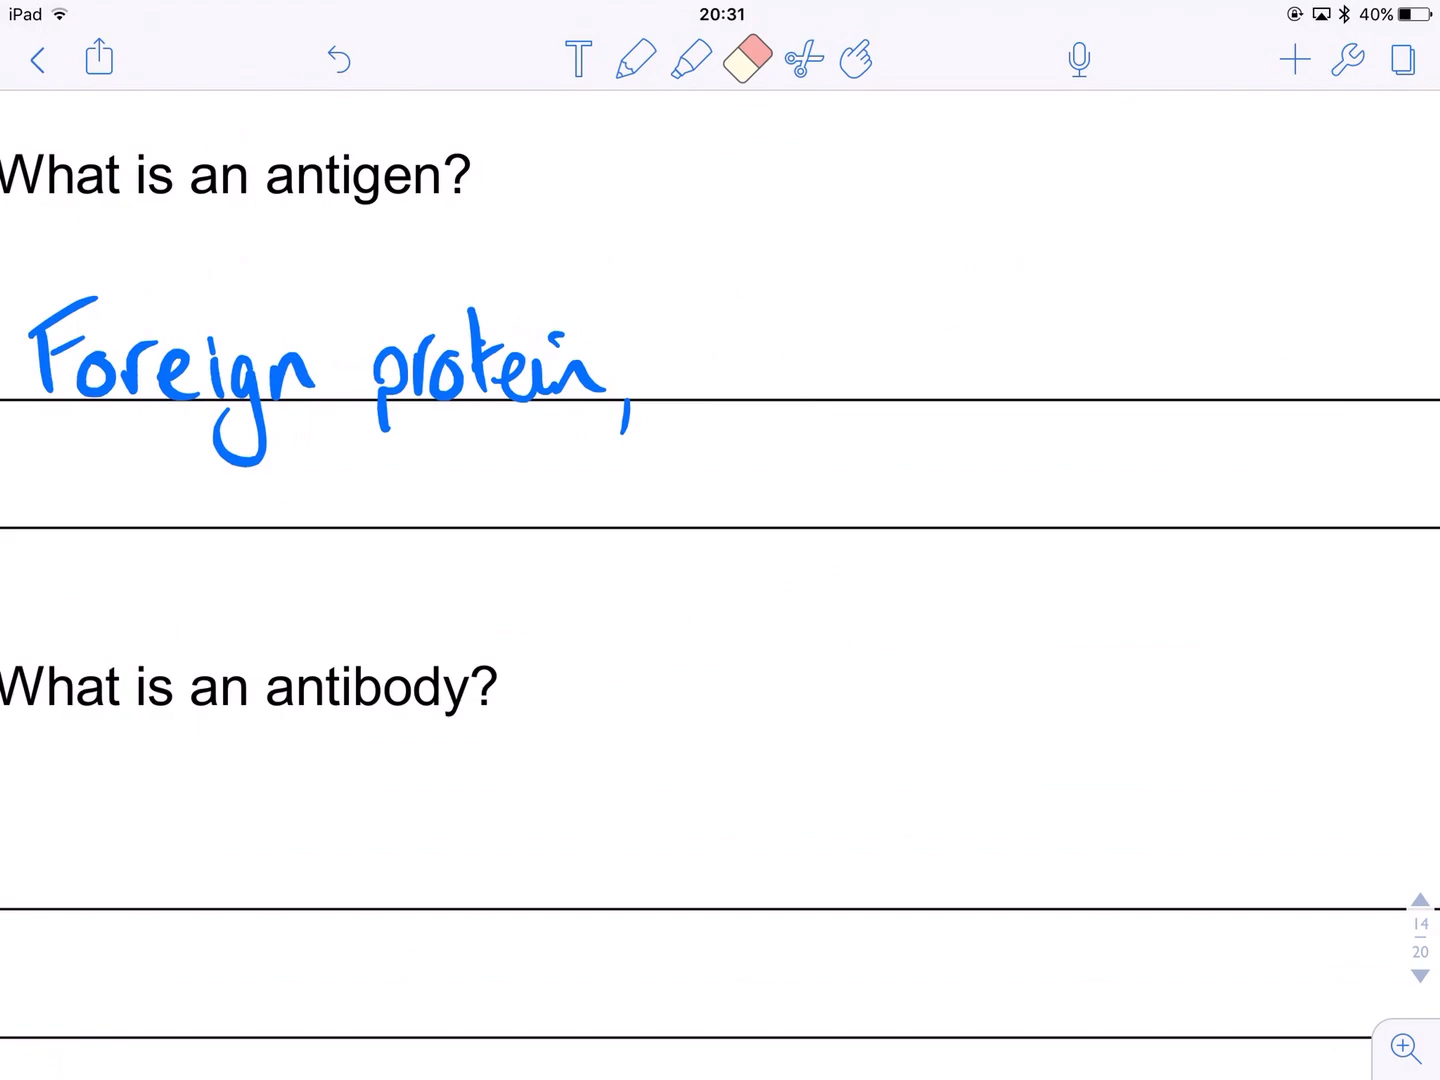 iPad 20:31 40%
T
What is an antigen?
Foreign protein,
What is an antibody?
14
20